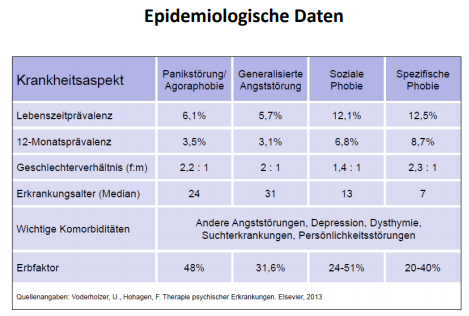 Epidemiologische Daten
Krankheitsaspekt
Panikstörung/
Agoraphobie
Generalisierte
Angststörung
Soziale
Phobie
Spezifische
Phobie
Lebenszeitprävalenz 6,1% 5,7% 12,1% 12,5%
12-Monatsprävalenz 3,5% 3,1% 6,8% 8,7%
Geschlechterverhältnis (f:m) 2,2 : 1 2 : 1 1,4 : 1 2,3 : 1
Erkrankungsalter (Median) 24 31 13 7
Wichtige Komorbiditäten
Andere Angststörungen, Depression, Dysthymie,
Suchterkrankungen, Persönlichkeitsstörungen
Erbfaktor 48% 31,6% 24-51% 20-40%
Quellenangaben: Voderholzer, U., Hohagen, F. Therapie psychischer Erkrankungen. Elsevier, 2013